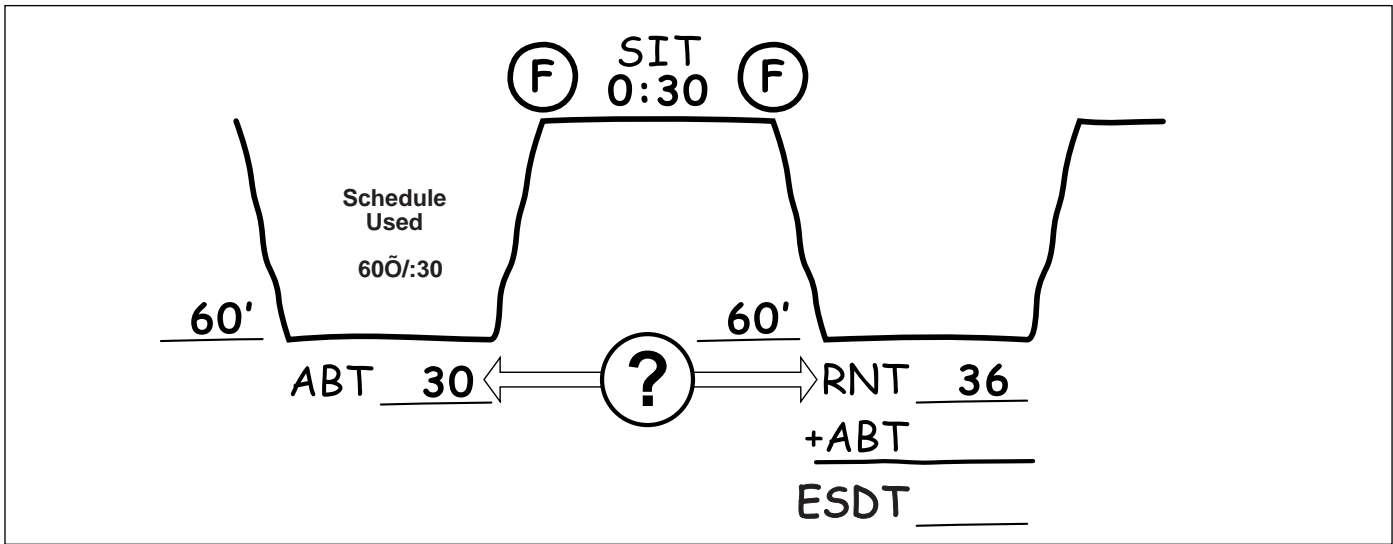 SIT
F 0:30 F
Schedule
Used
60Õ/:30
60'
60'
ABT 30
?
RNT 36
+ABT
ESDT